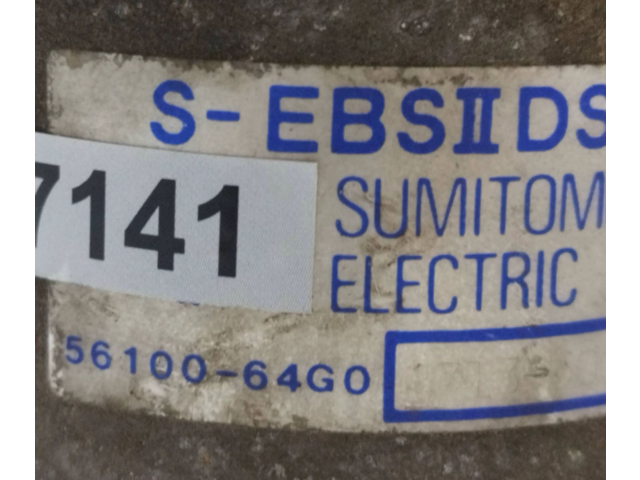 S-EBSⅡDS
7141
SUMITOM
ELECTRIC
56100-64G0